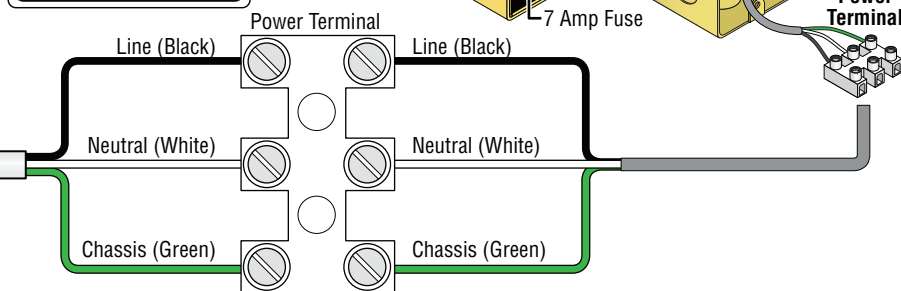 7 Amp Fuse
Power
Terminal
Power Terminal
Line (Black)
Line (Black)
Neutral (White)
Neutral (White)
Chassis (Green)
Chassis (Green)